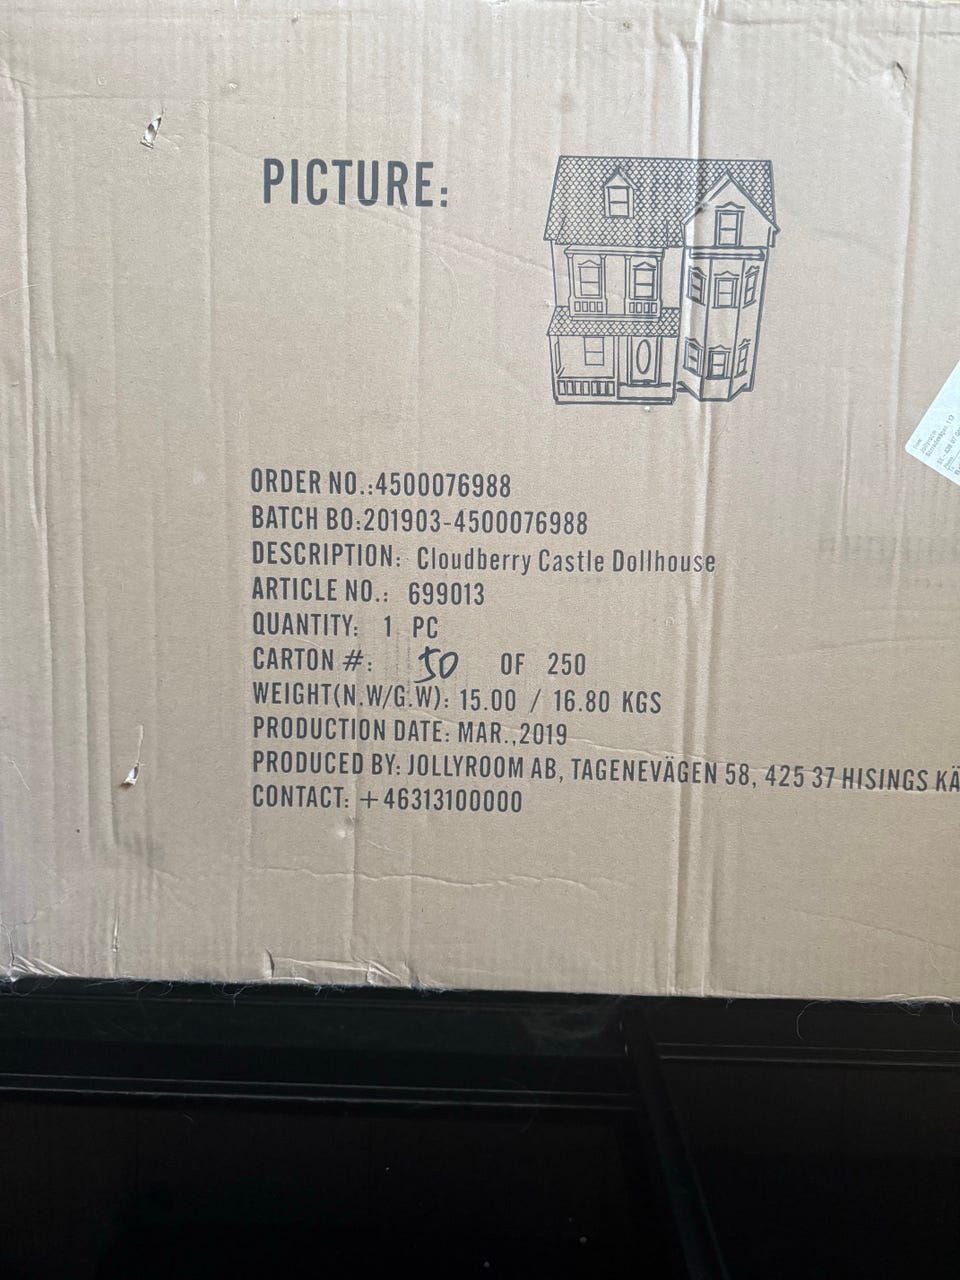 PICTURE:
ORDER NO.:4500076988
BATCH BO:201903-4500076988
DESCRIPTION: Cloudberry Castle Dollhouse
ARTICLE NO.: 699013
QUANTITY: 1 PC
CARTON #: 50 OF 250
WEIGHT(N.W/G.W): 15.00 / 16.80 KGS
PRODUCTION DATE: MAR.,2019
PRODUCED BY: JOLLYROOM AB, TAGENEVÄGEN 58, 425 37 HISINGS KÄ
CONTACT: +46313100000